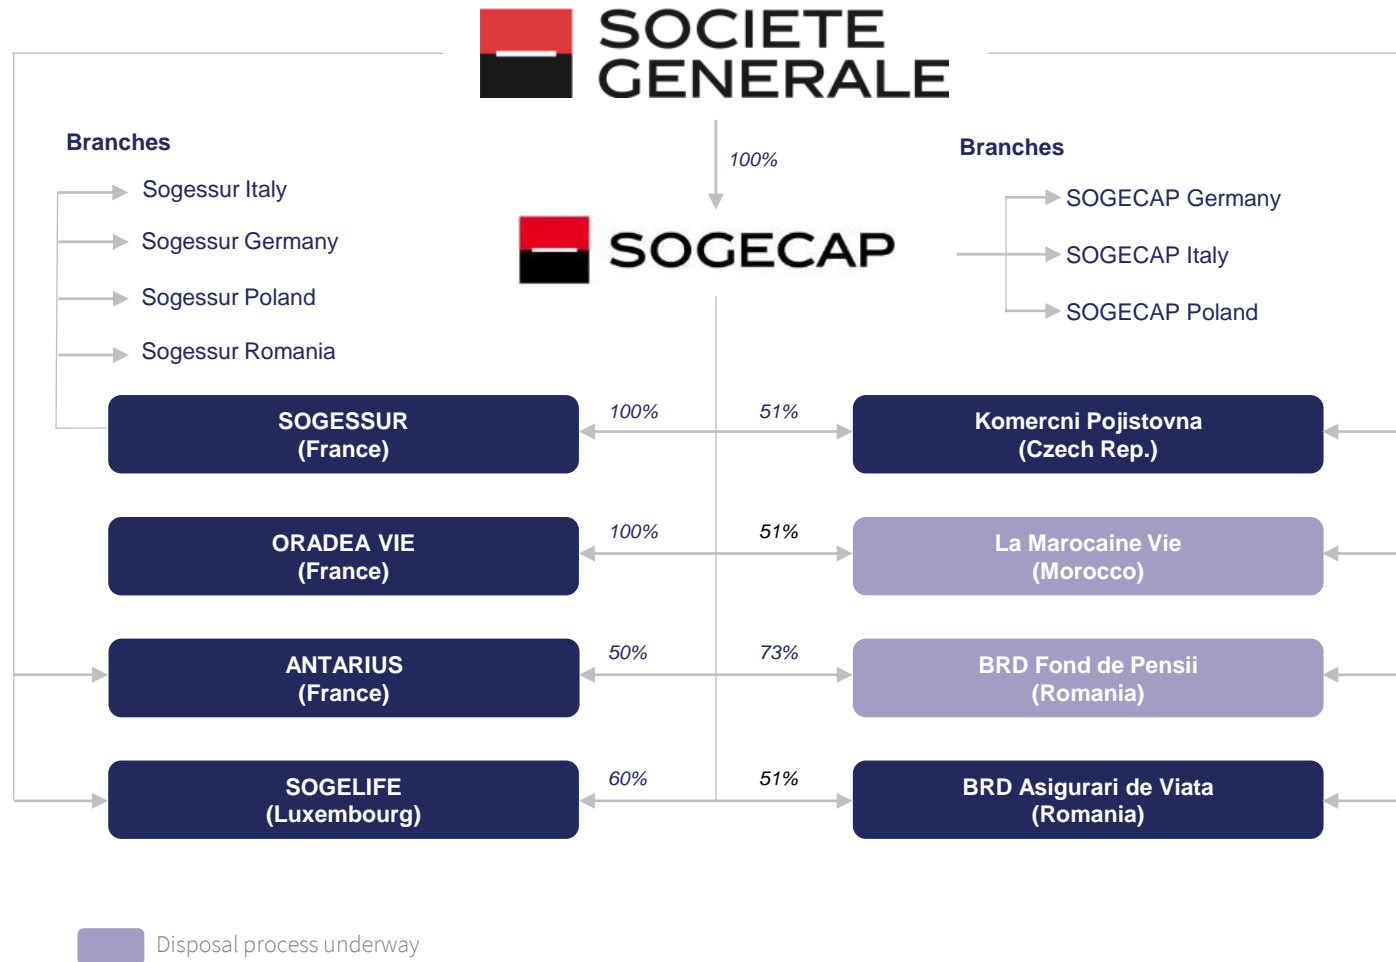 SOCIETE
GENERALE
Branches
100%
Branches
Sogessur Italy
Sogessur Germany
Sogessur Poland
Sogessur Romania
SOGECAP
SOGECAP Germany
SOGECAP Italy
SOGECAP Poland
SOGESSUR
(France)
100%
51%
Komercni Pojistovna
(Czech Rep.)
ORADEA VIE
(France)
100%
51%
La Marocaine Vie
(Morocco)
ANTARIUS
(France)
50%
73%
BRD Fond de Pensii
(Romania)
SOGELIFE
(Luxembourg)
60%
51%
BRD Asigurari de Viata
(Romania)
Disposal process underway